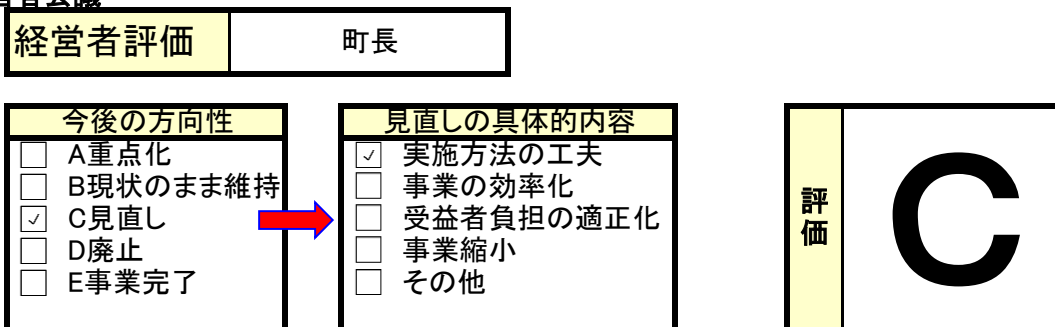 経営者評価 町長
今後の方向性
A重点化
B現状のまま維持
C見直し
D廃止
E事業完了
見直しの具体的内容
実施方法の工夫
事業の効率化
受益者負担の適正化
事業縮小
その他
評価
C